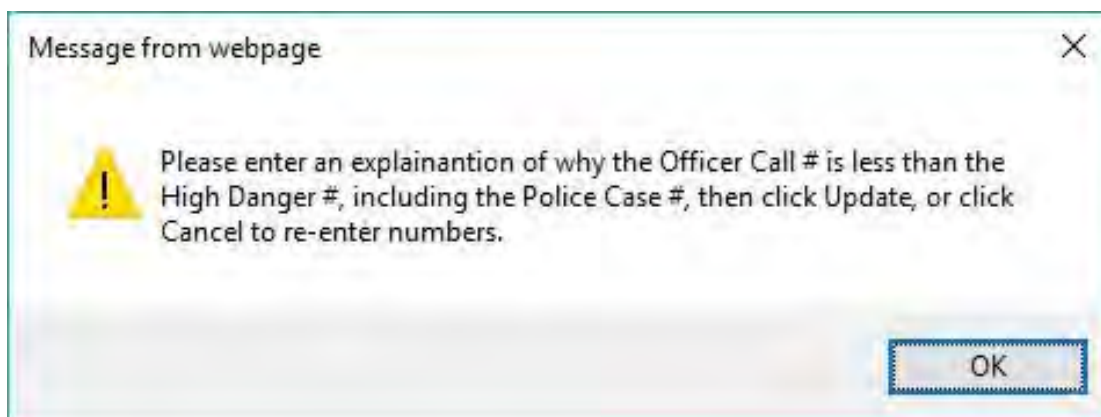 Message from webpage
Please enter an explainantion of why the Officer Call # is less than the
High Danger #, including the Police Case #, then click Update, or click
Cancel to re-enter numbers.
OK